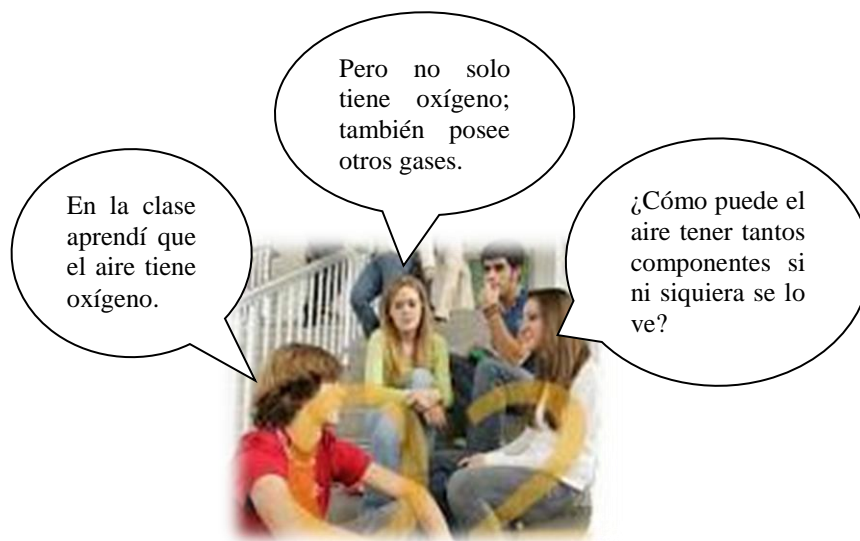 Pero no solo
tiene oxígeno;
también posee
otros gases.
En la clase
aprendí que
el aire tiene
oxígeno.
¿Cómo puede el
aire tener tantos
componentes si
ni siquiera se lo
ve?
O2